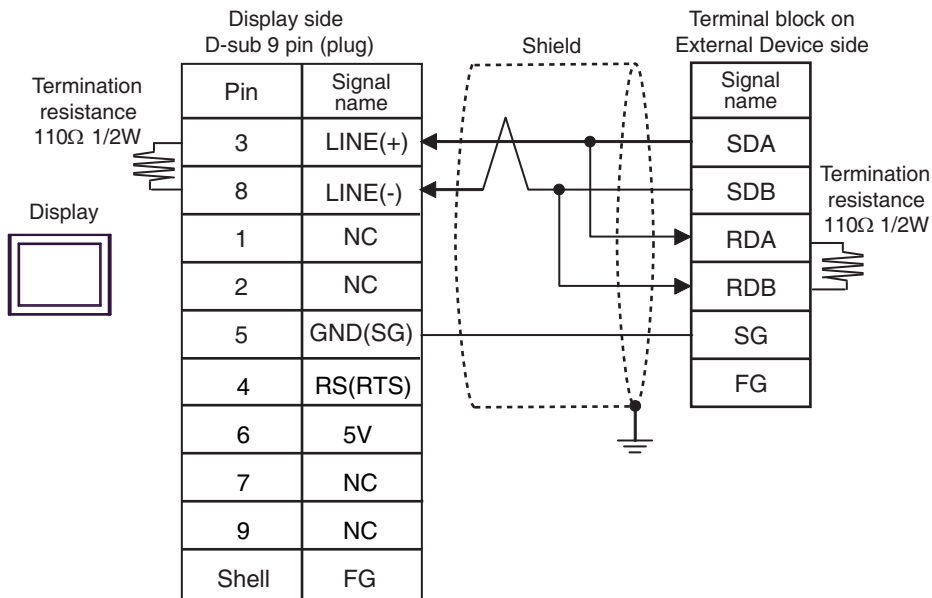 Display side
D-sub 9 pin (plug)
Shield
Terminal block on
External Device side
Termination
resistance
110Ω 1/2W
Display
Pin
Signal
name
3
LINE(+)
8
LINE(-)
1
NC
2
NC
5
GND(SG)
4
RS(RTS)
6
5V
7
NC
9
NC
Shell
FG
Signal
name
SDA
SDB
RDA
RDB
SG
FG
Termination
resistance
110Ω 1/2W